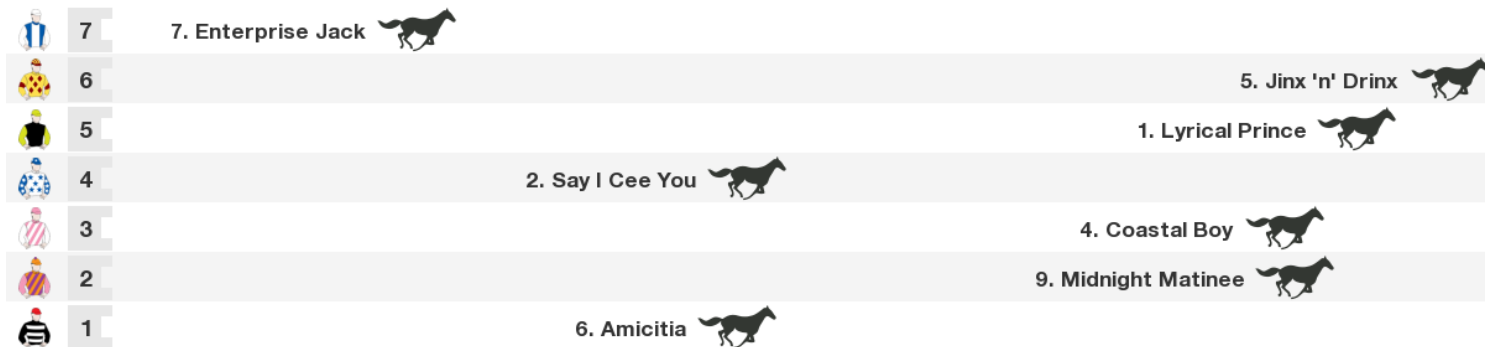 7 7. Enterprise Jack
6 5. Jinx 'n' Drinx
5 1. Lyrical Prince
4 2. Say I Cee You
3 4. Coastal Boy
2 9. Midnight Matinee
1 6. Amicitia